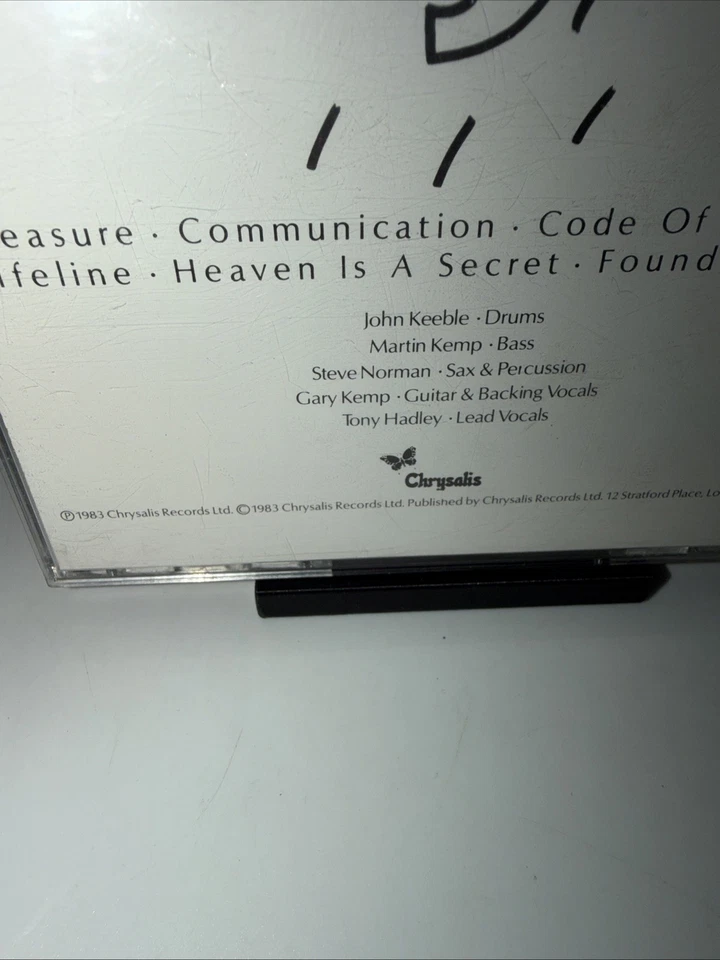 easure · Communication · Code Of
ifeline · Heaven Is A Secret · Found
John Keeble · Drums
Martin Kemp · Bass
Steve Norman · Sax & Percussion
Gary Kemp · Guitar & Backing Vocals
Tony Hadley · Lead Vocals
Chrysalis
℗1983 Chrysalis Records Ltd. ©1983 Chrysalis Records Ltd. Published by Chrysalis Records Ltd. 12 Stratford Place, Lo